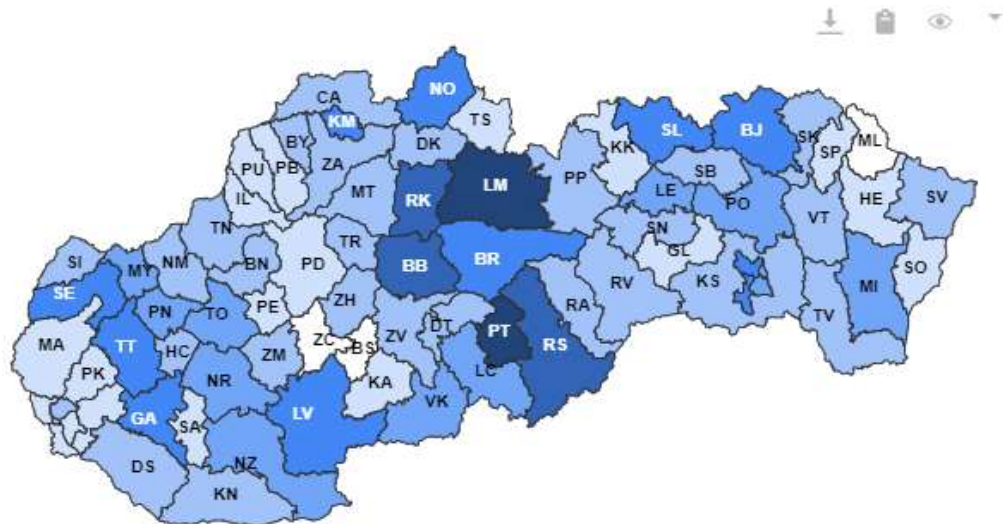 NO
CA
TS
KM
SL
BJ
SK
ML
BY
DK
SP
PU
PB
ZA
KK
IL
MT
RK
LM
PP
SB
LE
HE
SV
PO
VT
TN
TR
SN
GL
SI
MY
NM
BN
PD
BB
BR
RV
KS
SO
SE
PN
TO
PE
ZH
RA
MI
MA
TT
HC
ZM
ZC
BS
ZV
DT
PT
RS
TV
PK
NR
KA
LC
GA
SA
LV
VK
DS
NZ
KN